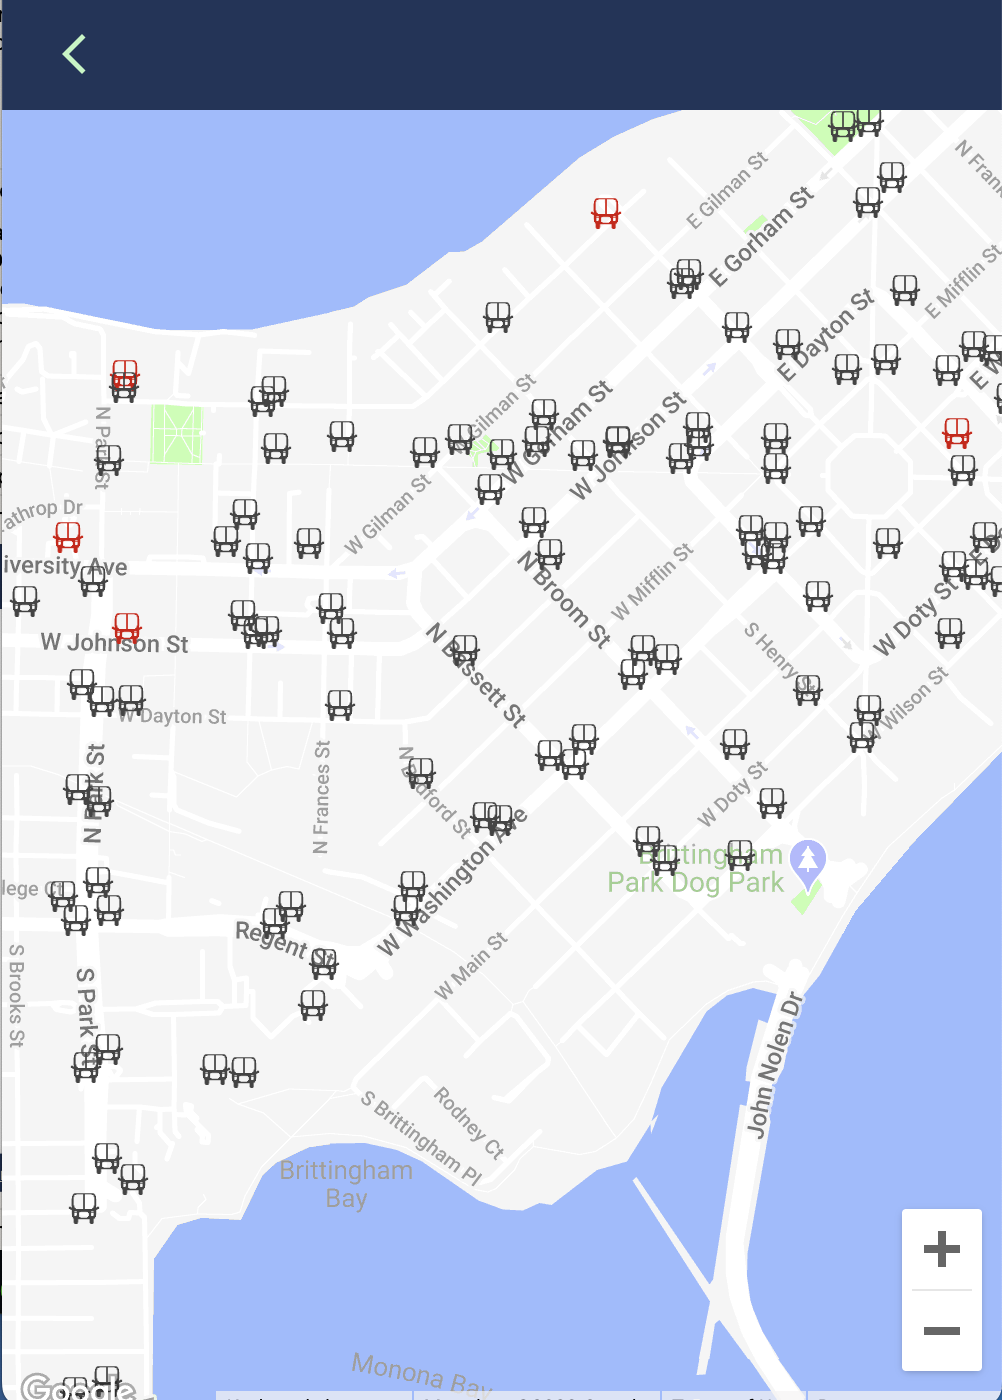 N Frank
E Gilman St
E Gorham St
E Mifflin St
E Dayton St
E W
W Gilman St
W Gorham St
W Johnson St
N Park St
athrop Dr
W Gilman St
iversity Ave
N Broom St
W Mifflin St
W Doty St
W Johnson St
N Bassett St
S Henry St
W Wilson St
W Dayton St
N Park St
N Frances St
N Bedford St
W Doty St
W Washington Ave
Brittingham
Park Dog Park
lege Ct
Regent St
W Main St
S Brooks St
S Park St
John Nolen Dr
Rodney Ct
S Brittingham Pl
Brittingham
Bay
Monona Bay
Google